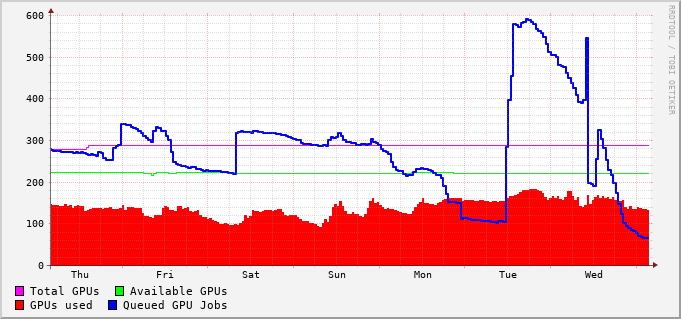 600
500
400
300
200
100
0
Thu Fri Sat Sun Mon Tue Wed
Total GPUs Available GPUs
GPUs used Queued GPU Jobs
RRDTOOL / TOBI OETIKER